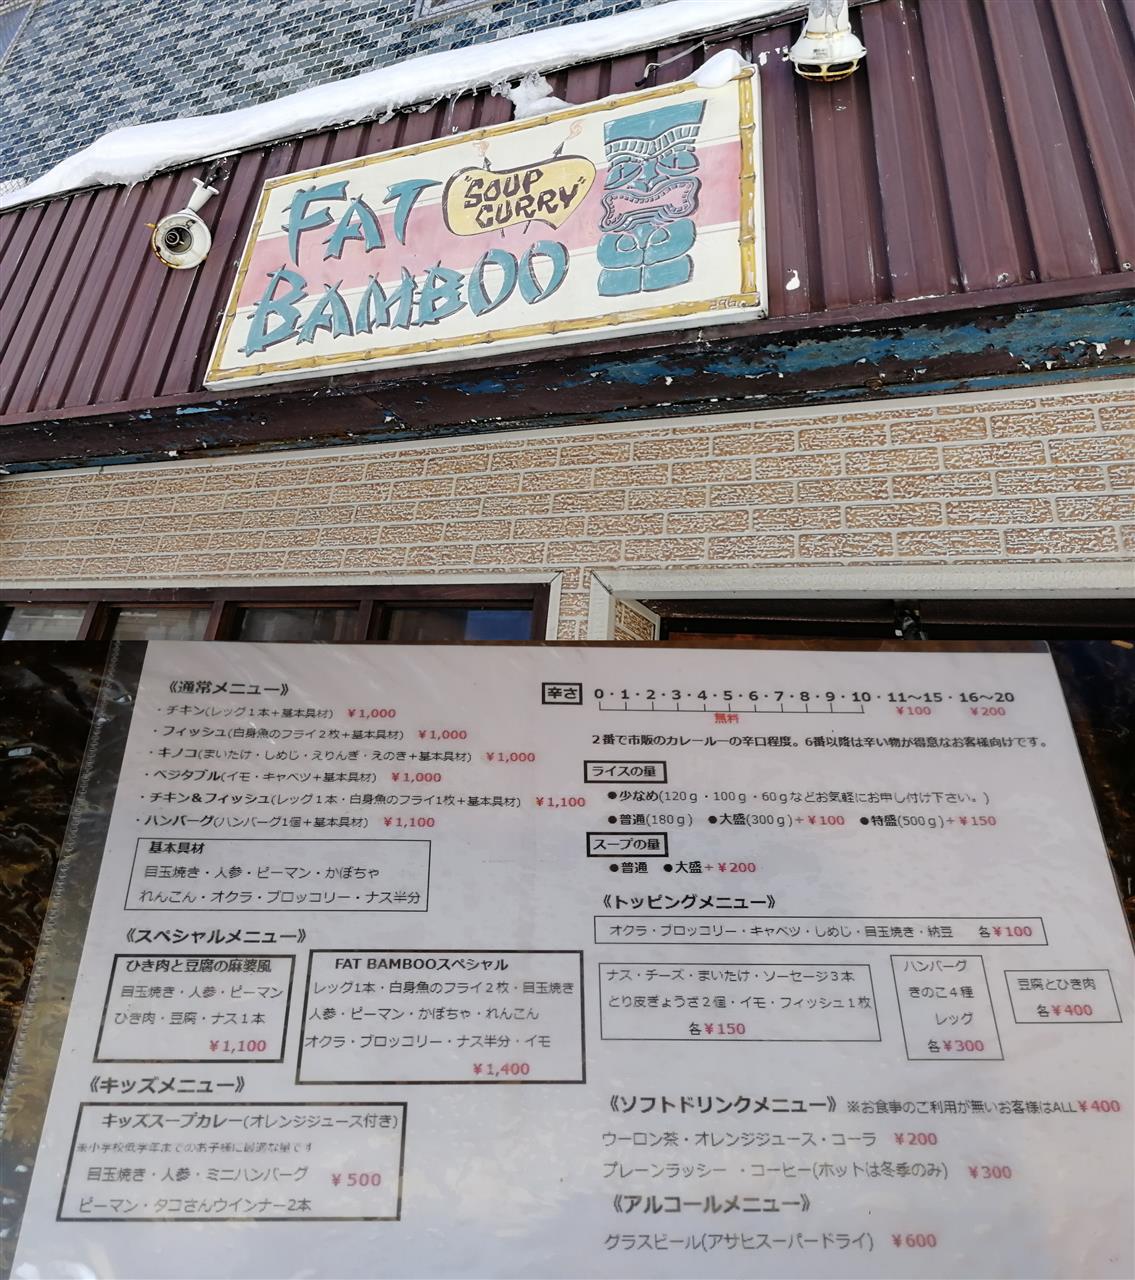 FAT
"SOUP
CURRY"
BAMBOO
《通常メニュー》
・チキン(レッグ1本+基本具材) ¥1,000
・フィッシュ(白身魚のフライ2枚+基本具材) ¥1,000
・キノコ(まいたけ・しめじ・えりんぎ・えのき+基本具材) ¥1,000
・ベジタブル(イモ・キャベツ+基本具材) ¥1,000
・チキン&フィッシュ(レッグ1本・白身魚のフライ1枚+基本具材) ¥1,100
・ハンバーグ(ハンバーグ1個+基本具材) ¥1,100
基本具材
目玉焼き・人参・ピーマン・かぼちゃ
れんこん・オクラ・ブロッコリー・ナス半分
《スペシャルメニュー》
ひき肉と豆腐の麻婆風
目玉焼き・人参・ピーマン
ひき肉・豆腐・ナス1本
¥1,100
FAT BAMBOOスペシャル
レッグ1本・白身魚のフライ2枚・目玉焼き
人参・ピーマン・かぼちゃ・れんこん
オクラ・ブロッコリー・ナス半分・イモ
¥1,400
《キッズメニュー》
キッズスープカレー(オレンジジュース付き)
※小学校低学年までのお子様に最適な量です
目玉焼き・人参・ミニハンバーグ ¥500
ピーマン・タコさんウインナー2本
辛さ 0・1・2・3・4・5・6・7・8・9・10・11～15・16～20
無料 ¥100 ¥200
2番で市販のカレールーの辛口程度。6番以降は辛い物が得意なお客様向けです。
ライスの量
●少なめ(120g・100g・60gなどお気軽にお申し付け下さい。)
●普通(180g) ●大盛(300g)+¥100 ●特盛(500g)+¥150
スープの量
●普通 ●大盛+¥200
《トッピングメニュー》
オクラ・ブロッコリー・キャベツ・しめじ・目玉焼き・納豆 各¥100
ナス・チーズ・まいたけ・ソーセージ3本
とり皮ぎょうざ2個・イモ・フィッシュ1枚
各¥150
ハンバーグ
きのこ4種
レッグ
各¥300
豆腐とひき肉
各¥400
《ソフトドリンクメニュー》※お食事のご利用が無いお客様はALL¥400
ウーロン茶・オレンジジュース・コーラ ¥200
プレーンラッシー ・コーヒー(ホットは冬季のみ) ¥300
《アルコールメニュー》
グラスビール(アサヒスーパードライ) ¥600